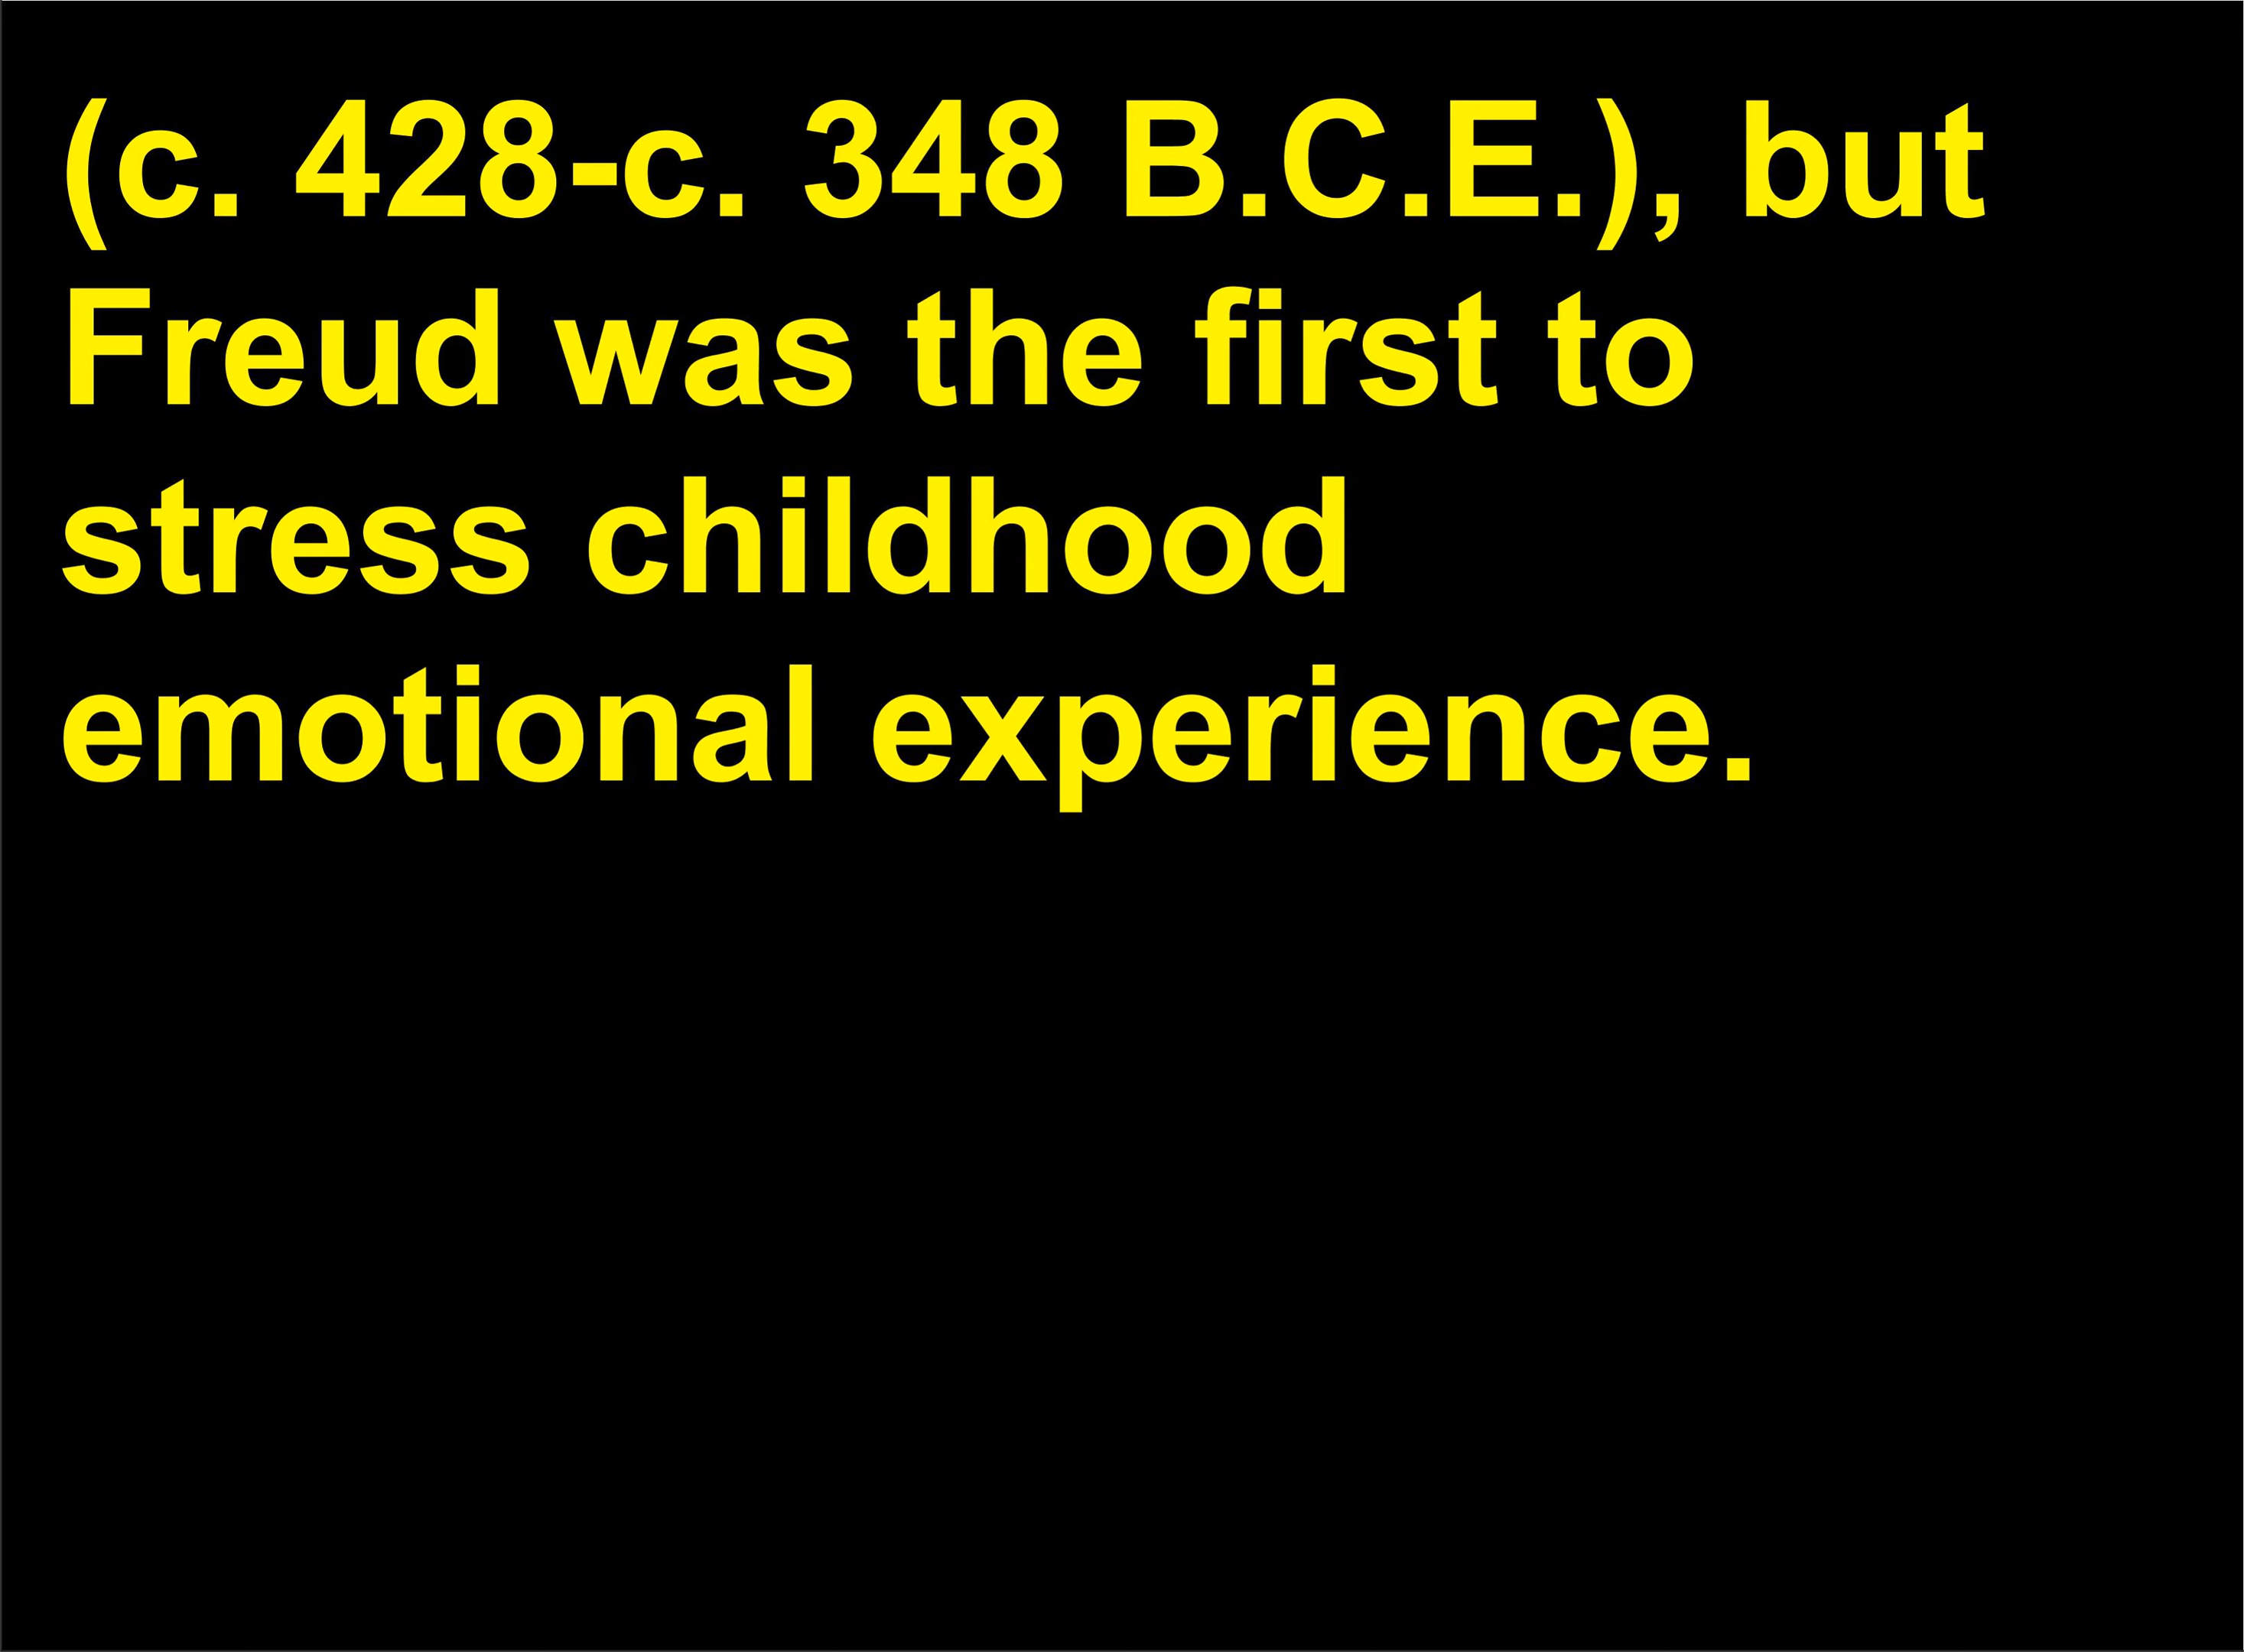 (c. 428-c. 348 B.C.E.), but
Freud was the first to
stress childhood
emotional experience.